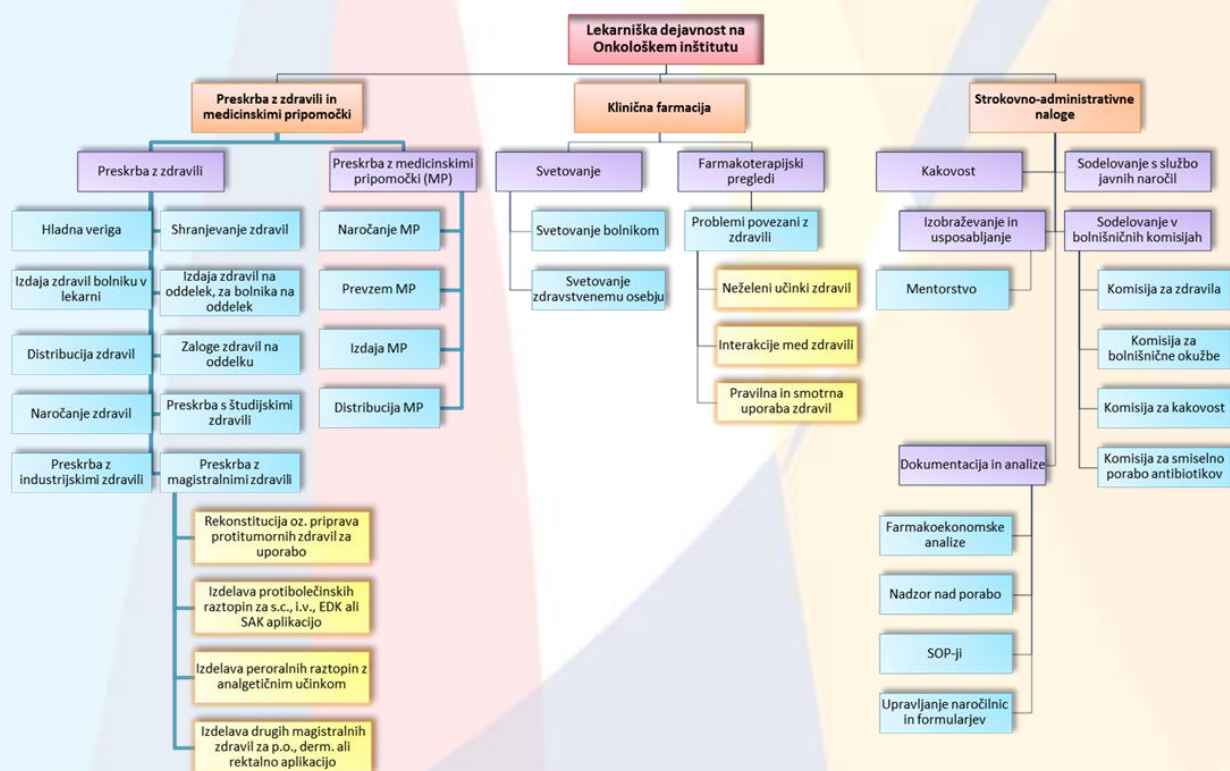 Lekarniška dejavnost na
Onkološkem inštitutu
Preskrba z zdravili in
medicinskimi pripomočki
Preskrba z zdravili
Hladna veriga
Shranjevanje zdravil
Izdaja zdravil bolniku v
lekarni
Izdaja zdravil na
oddelek, za bolnika na
oddelek
Distribucija zdravil
Zaloge zdravil na
oddelku
Naročanje zdravil
Preskrba s študijskimi
zdravili
Preskrba z
industrijskimi zdravili
Preskrba z
magistralnimi zdravili
Rekonstitucija oz. priprava
protitumornih zdravil za
uporabo
Izdelava protibolečinskih
raztopin za s.c., i.v., EDK ali
SAK aplikacijo
Izdelava peroralnih raztopin z
analgetičnim učinkom
Izdelava drugih magistralnih
zdravil za p.o., derm. ali
rektalno aplikacijo
Preskrba z medicinskimi
pripomočki (MP)
Naročanje MP
Prevzem MP
Izdaja MP
Distribucija MP
Klinična farmacija
Svetovanje
Svetovanje bolnikom
Svetovanje
zdravstvenemu osebju
Farmakoterapijski
pregledi
Problemi povezani z
zdravili
Neželeni učinki zdravil
Interakcije med zdravili
Pravilna in smotrna
uporaba zdravil
Strokovno-administrativne
naloge
Kakovost
Sodelovanje s službo
javnih naročil
Izobraževanje in
usposabljanje
Mentorstvo
Sodelovanje v
bolnišničnih komisijah
Komisija za zdravila
Komisija za
bolnišnične okužbe
Komisija za kakovost
Komisija za smiselno
porabo antibiotikov
Dokumentacija in analize
Farmakoekonomske
analize
Nadzor nad porabo
SOP-ji
Upravljanje naročilnic
in formularjev